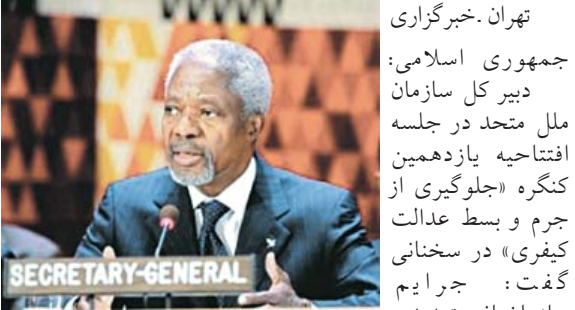 تهران ـ خبرگزاری
جمهوری اسلامی:
دبیر کل سازمان
ملل متحد در جلسه
افتتاحیه یازدهمین
کنگره «جلوگیری از
جرم و بسط عدالت
کیفری» در سخنانی
گفت: جرایم
SECRETARY-GENERAL